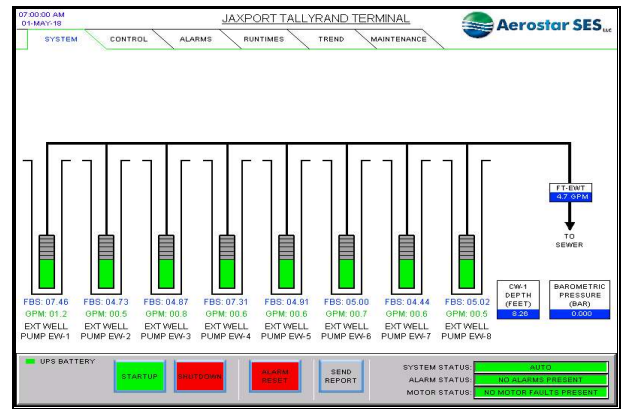 07:00:00 AM
01-MAY-18
JAXPORT TALLYRAND TERMINAL
Aerostar SES LLC
SYSTEM CONTROL ALARMS RUNTIMES TREND MAINTENANCE
FT-EWT
4.7 GPM
TO
SEWER
FBS: 07.46 FBS: 04.73 FBS: 04.87 FBS: 07.31 FBS: 04.91 FBS: 05.00 FBS: 04.44 FBS: 05.02
GPM: 01.2 GPM: 00.5 GPM: 00.8 GPM: 00.6 GPM: 00.6 GPM: 00.7 GPM: 00.6 GPM: 00.5
EXT WELL EXT WELL EXT WELL EXT WELL EXT WELL EXT WELL EXT WELL EXT WELL
PUMP EW-1 PUMP EW-2 PUMP EW-3 PUMP EW-4 PUMP EW-5 PUMP EW-6 PUMP EW-7 PUMP EW-8
CW-1
DEPTH
(FEET)
8.26
BAROMETRIC
PRESSURE
(BAR)
0.000
UPS BATTERY
STARTUP
SHUTDOWN
ALARM
RESET
SEND
REPORT
SYSTEM STATUS: AUTO
ALARM STATUS: NO ALARMS PRESENT
MOTOR STATUS: NO MOTOR FAULTS PRESENT